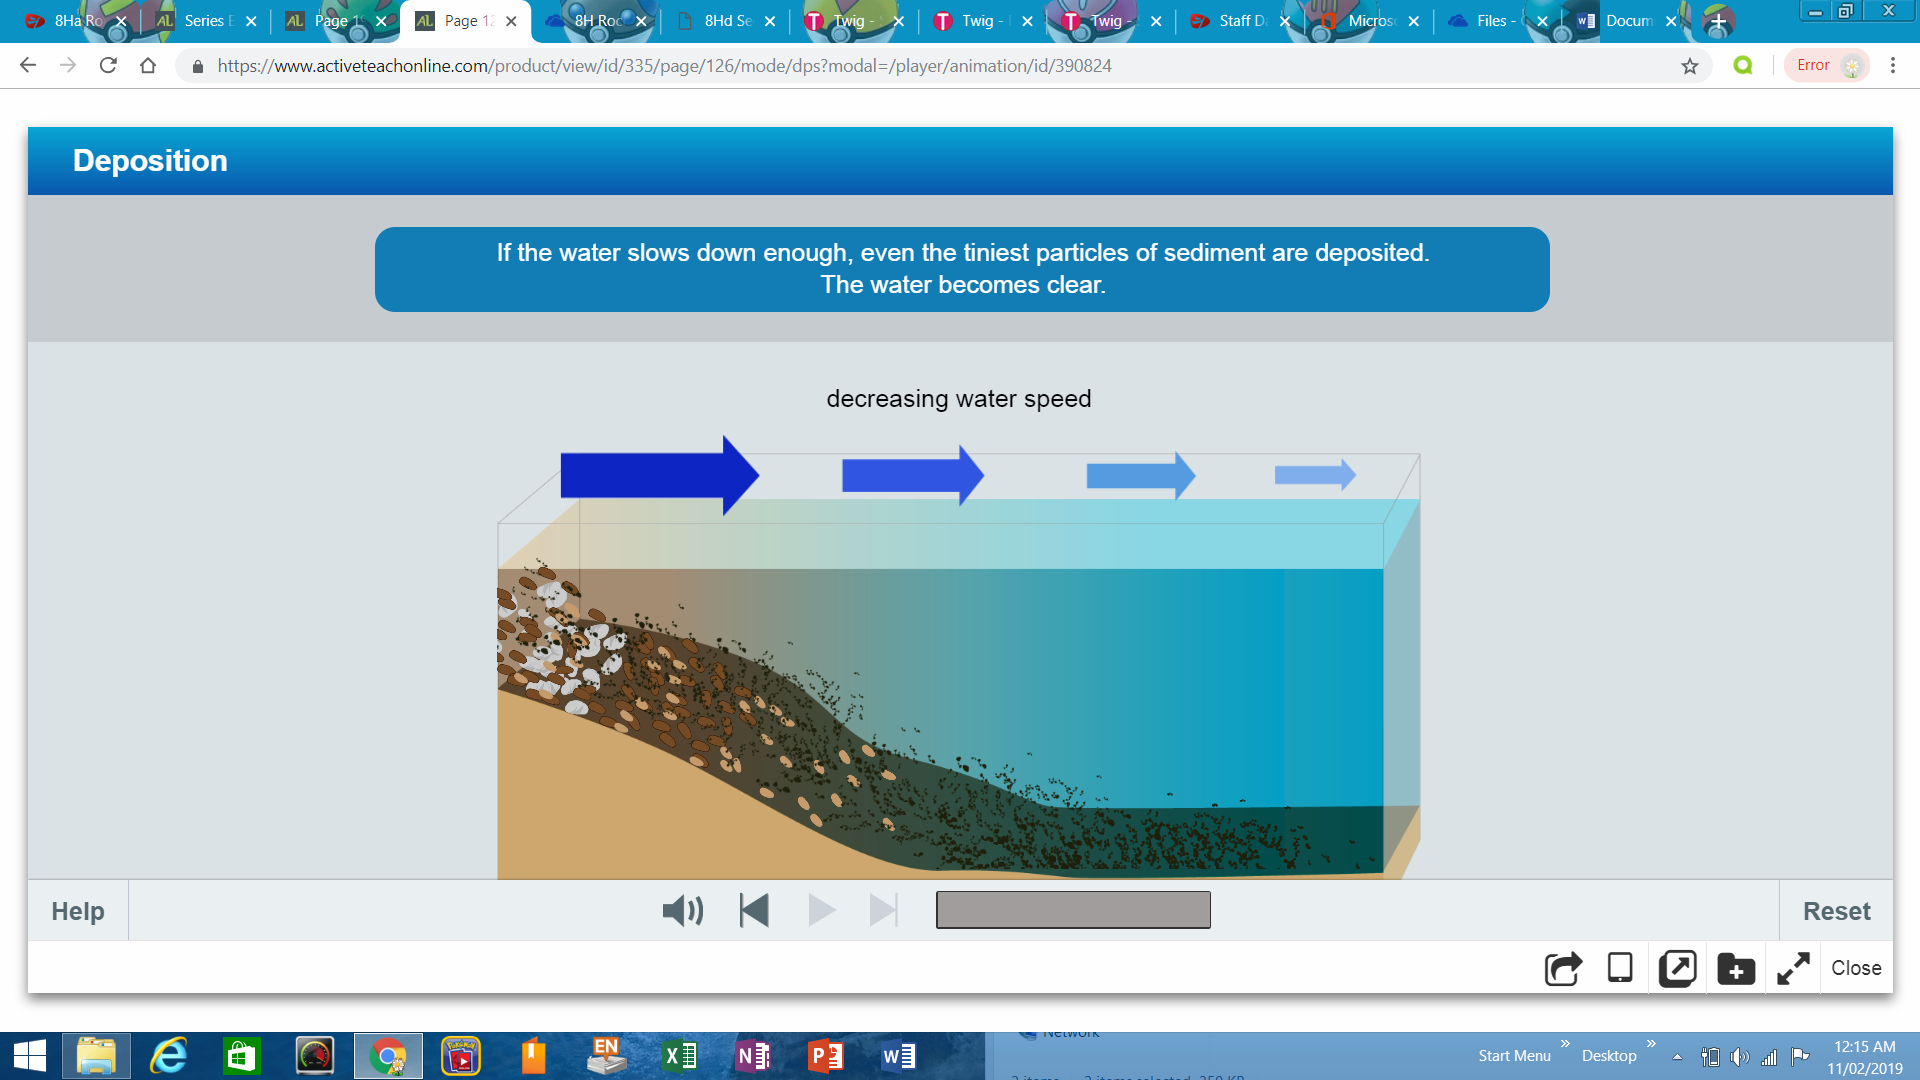 8Ha Ro
Series E
Page 1
Page 12
8H Roc
8Hd Se
Twig -
Twig -
Twig -
Staff Da
Micros
Files -
Docum
https://www.activeteachonline.com/product/view/id/335/page/126/mode/dps?modal=/player/animation/id/390824
Error
Deposition
If the water slows down enough, even the tiniest particles of sediment are deposited.
The water becomes clear.
decreasing water speed
Help
Reset
Close
Network
Start Menu
Desktop
12:15 AM
11/02/2019